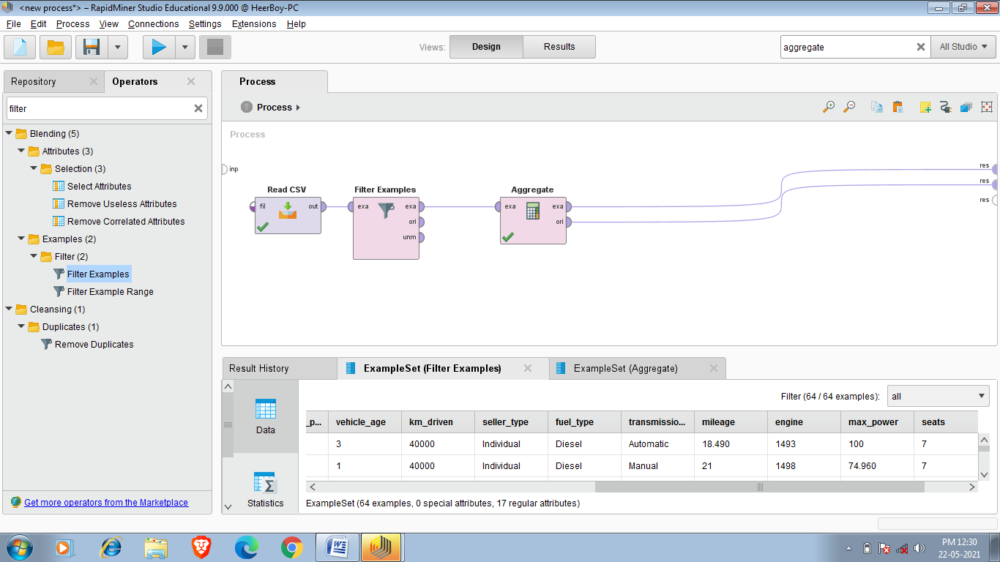 <new process*> – RapidMiner Studio Educational 9.9.000 @ HeerBoy-PC
File Edit Process View Connections Settings Extensions Help
Views: Design Results aggregate All Studio
Repository Operators
filter
Blending (5)
Attributes (3)
Selection (3)
Select Attributes
Remove Useless Attributes
Remove Correlated Attributes
Examples (2)
Filter (2)
Filter Examples
Filter Example Range
Cleansing (1)
Duplicates (1)
Remove Duplicates
Get more operators from the Marketplace
Process
Process
Process
inp res
res
res
Read CSV Filter Examples Aggregate
fil out exa exa exa exa
ori ori
unm
Result History ExampleSet (Filter Examples) ExampleSet (Aggregate)
Data
Statistics
Filter (64 / 64 examples): all
_p... vehicle_age km_driven seller_type fuel_type transmissio... mileage engine max_power seats
3 40000 Individual Diesel Automatic 18.490 1493 100 7
1 40000 Individual Diesel Manual 21 1498 74.960 7
ExampleSet (64 examples, 0 special attributes, 17 regular attributes)
PM 12:30
22-05-2021